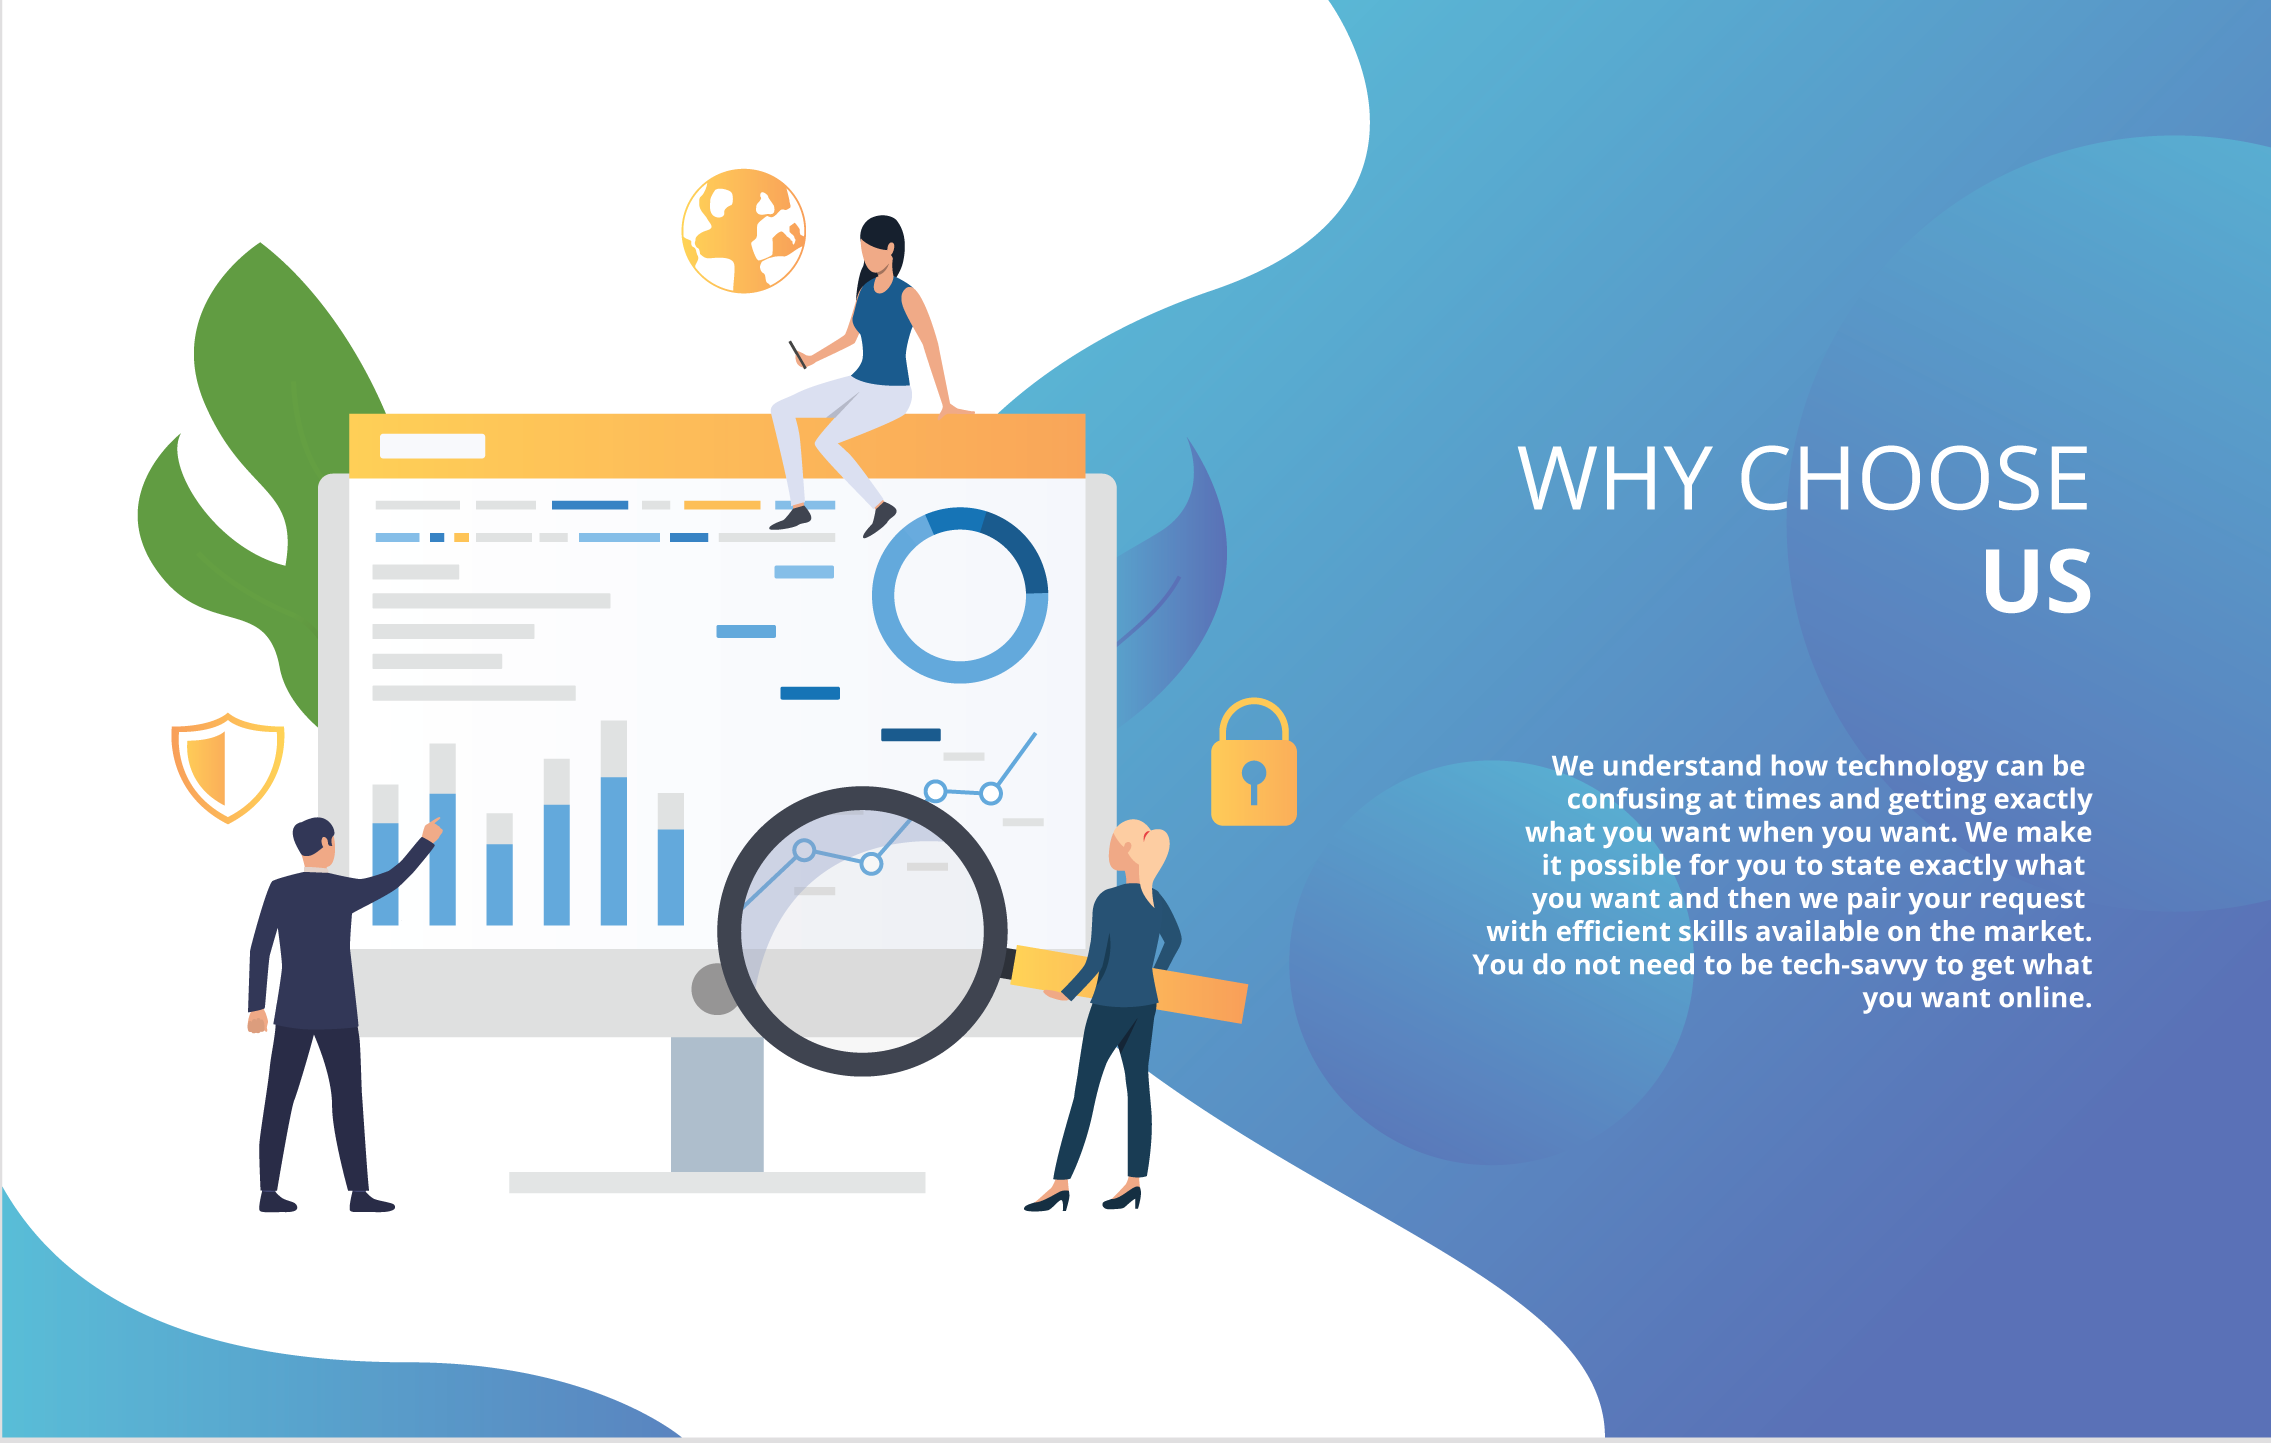 WHY CHOOSE
US
We understand how technology can be
confusing at times and getting exactly
what you want when you want. We make
it possible for you to state exactly what
you want and then we pair your request
with efficient skills available on the market.
You do not need to be tech-savvy to get what
you want online.